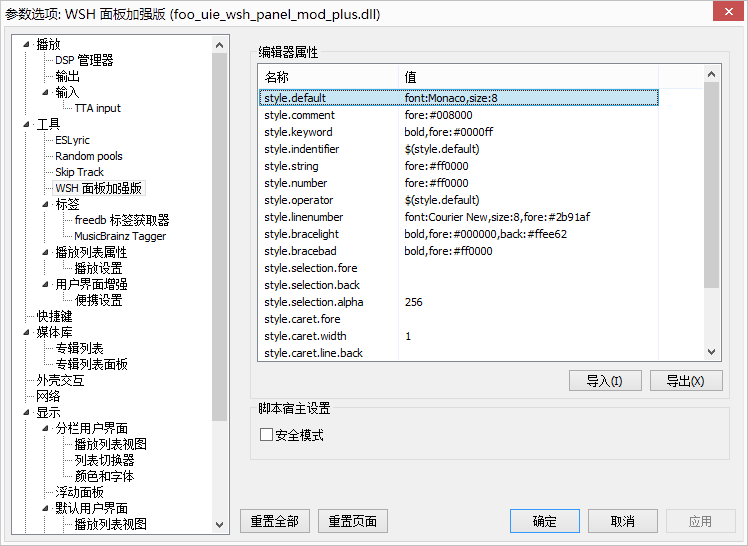 参数选项: WSH 面板加强版 (foo_uie_wsh_panel_mod_plus.dll)
播放
DSP 管理器
输出
输入
TTA input
工具
ESLyric
Random pools
Skip Track
WSH 面板加强版
标签
freedb 标签获取器
MusicBrainz Tagger
播放列表属性
播放设置
用户界面增强
便携设置
快捷键
媒体库
专辑列表
专辑列表面板
外壳交互
网络
显示
分栏用户界面
播放列表视图
列表切换器
颜色和字体
浮动面板
默认用户界面
播放列表视图
编辑器属性
名称 值
style.default font:Monaco,size:8
style.comment fore:#008000
style.keyword bold,fore:#0000ff
style.indentifier $(style.default)
style.string fore:#ff0000
style.number fore:#ff0000
style.operator $(style.default)
style.linenumber font:Courier New,size:8,fore:#2b91af
style.bracelight bold,fore:#000000,back:#ffee62
style.bracebad bold,fore:#ff0000
style.selection.fore
style.selection.back
style.selection.alpha 256
style.caret.fore
style.caret.width 1
style.caret.line.back
导入(I) 导出(X)
脚本宿主设置
安全模式
重置全部 重置页面 确定 取消 应用